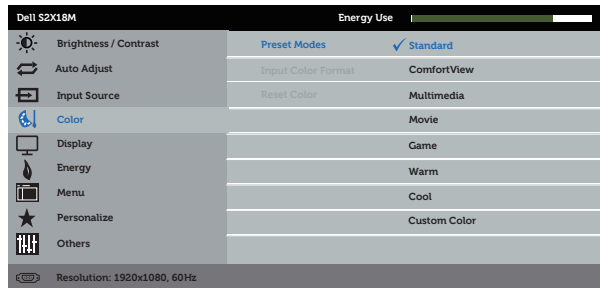 Dell S2X18M Energy Use
Brightness / Contrast Preset Modes Standard
Auto Adjust Input Color Format ComfortView
Input Source Reset Color Multimedia
Color Movie
Display Game
Energy Warm
Menu Cool
Personalize Custom Color
Others
Resolution: 1920x1080, 60Hz